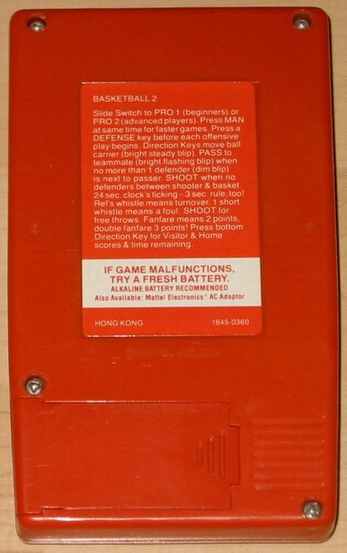 BASKETBALL 2
Slide Switch to PRO 1 (beginners) or
PRO 2 (advanced players). Press MAN
at same time for faster games. Press a
DEFENSE key before each offensive
play begins. Direction Keys move ball
carrier (bright steady blip). PASS to
teammate (bright flashing blip) when
no more than 1 defender (dim blip)
is next to passer. SHOOT when no
defenders between shooter & basket.
24 sec. clock's ticking - 3 sec. rule, too!
Ref's whistle means turnover. 1 short
whistle means a foul. SHOOT for
free throws. Fanfare means 2 points,
double fanfare 3 points! Press bottom
Direction Key for Visitor & Home
scores & time remaining.
IF GAME MALFUNCTIONS,
TRY A FRESH BATTERY.
ALKALINE BATTERY RECOMMENDED
Also Available: Mattel Electronics® AC Adaptor
HONG KONG 1645-0360